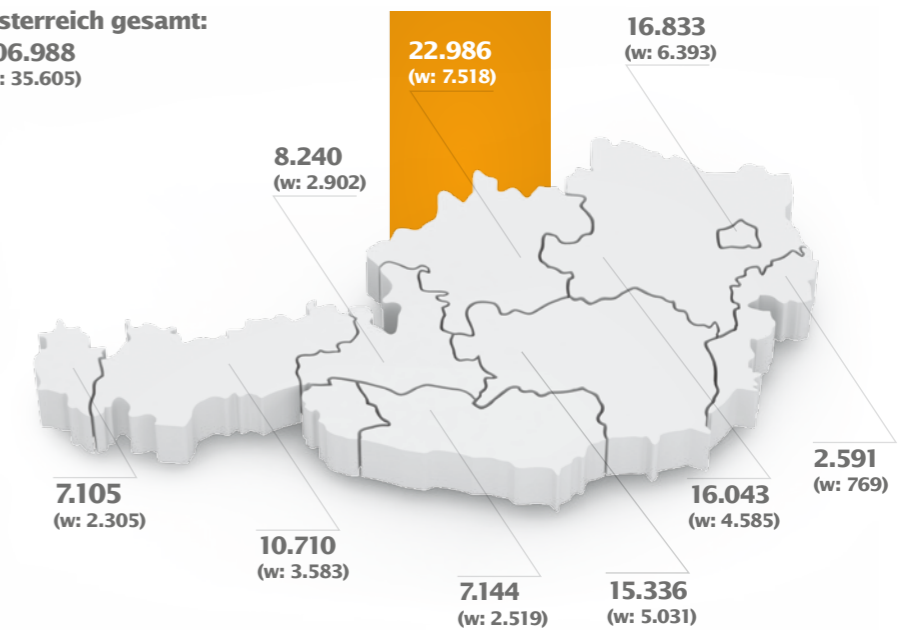 sterreich gesamt:
06.988
: 35.605)
22.986
(w: 7.518)
16.833
(w: 6.393)
8.240
(w: 2.902)
2.591
(w: 769)
7.105
(w: 2.305)
16.043
(w: 4.585)
10.710
(w: 3.583)
7.144
(w: 2.519)
15.336
(w: 5.031)